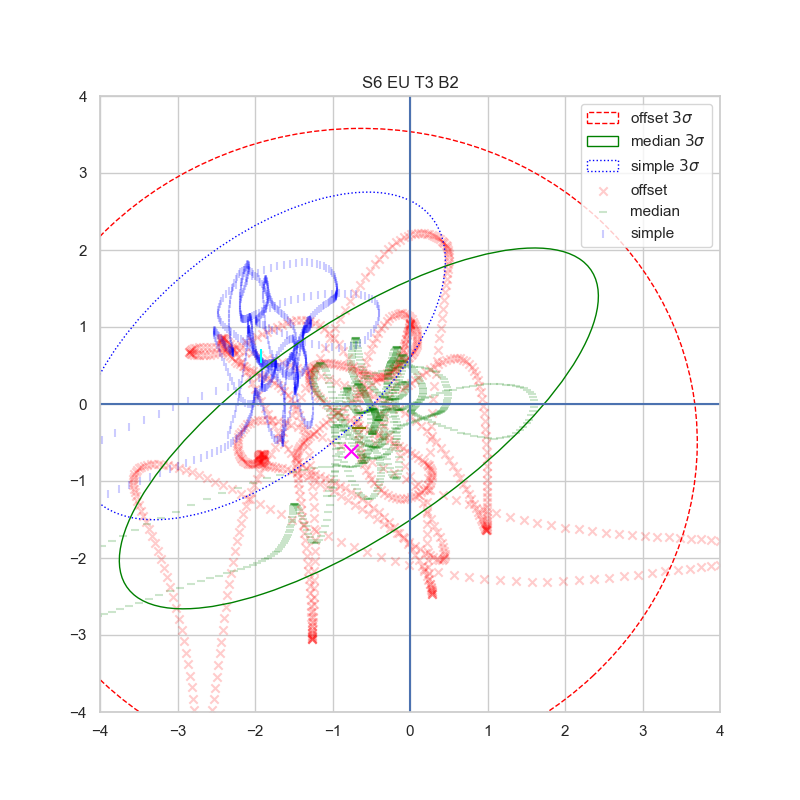 S6 EU T3 B2
offset 3σ
median 3σ
simple 3σ
offset
median
simple
4
3
2
1
0
−1
−2
−3
−4
−4 −3 −2 −1 0 1 2 3 4